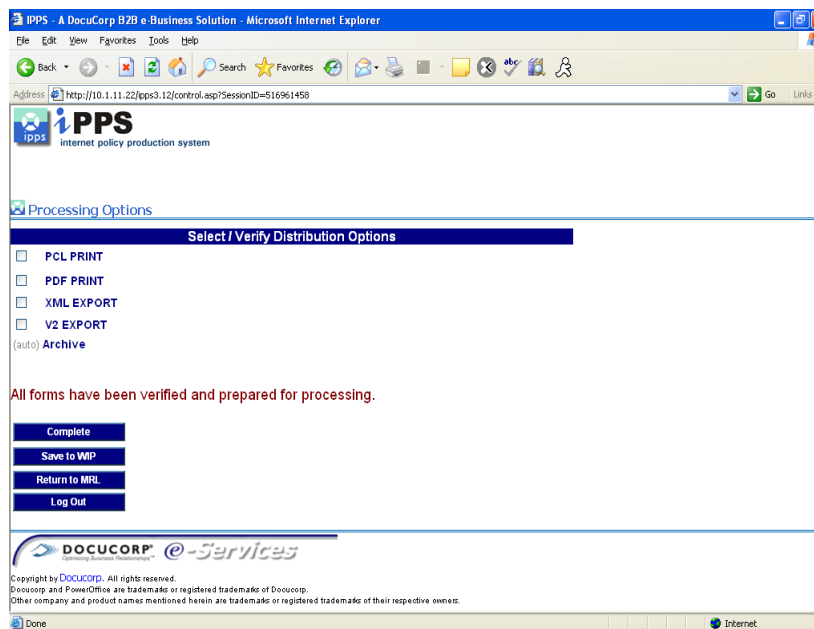 IPPS - A DocuCorp B2B e-Business Solution - Microsoft Internet Explorer
File Edit View Favorites Tools Help
Back Search Favorites
Address http://10.1.11.22/ipps3.12/control.asp?SessionID=516961458 Go Links
ipps iPPS
internet policy production system
Processing Options
Select / Verify Distribution Options
PCL PRINT
PDF PRINT
XML EXPORT
V2 EXPORT
(auto) Archive
All forms have been verified and prepared for processing.
Complete
Save to WIP
Return to MRL
Log Out
DOCUCORP e-Services
Optimizing Business Relationships
Copyright by Docucorp. All rights reserved.
Docucorp and PowerOffice are trademarks or registered trademarks of Docucorp.
Other company and product names mentioned herein are trademarks or registered trademarks of their respective owners.
Done Internet